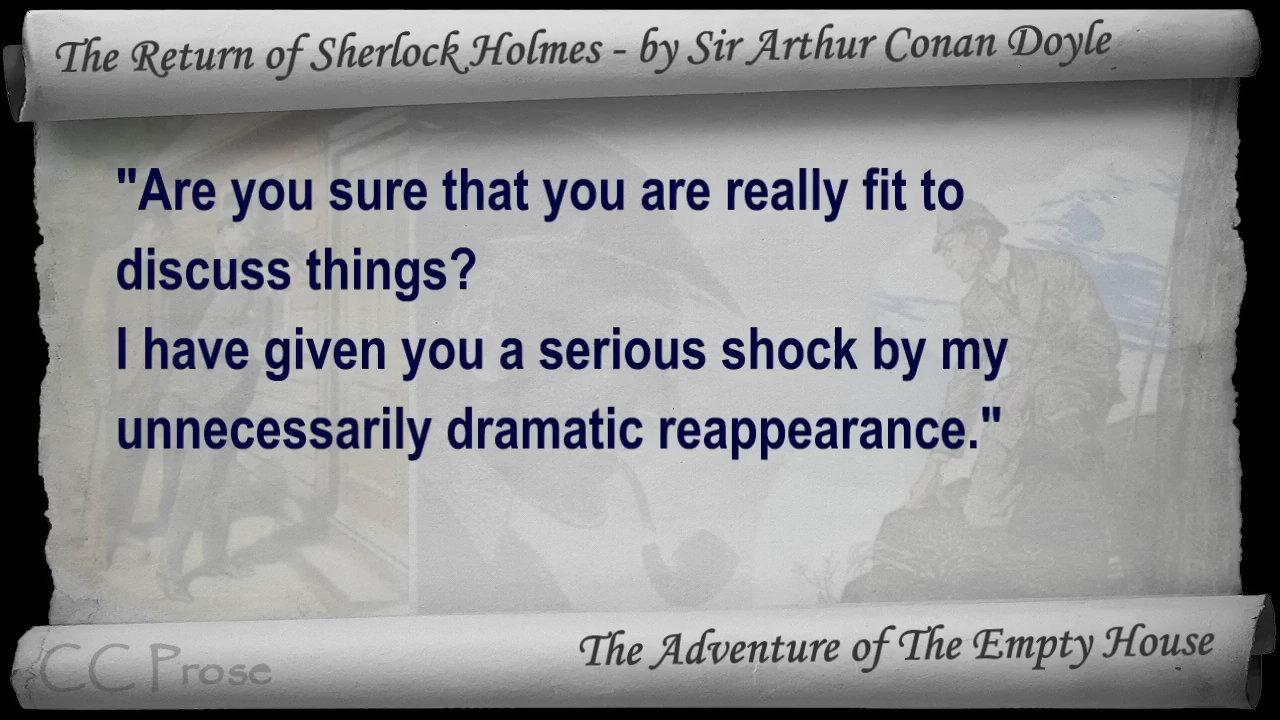 The Return of Sherlock Holmes - by Sir Arthur Conan Doyle
"Are you sure that you are really fit to
discuss things?
I have given you a serious shock by my
unnecessarily dramatic reappearance."
The Adventure of The Empty House
CC Prose